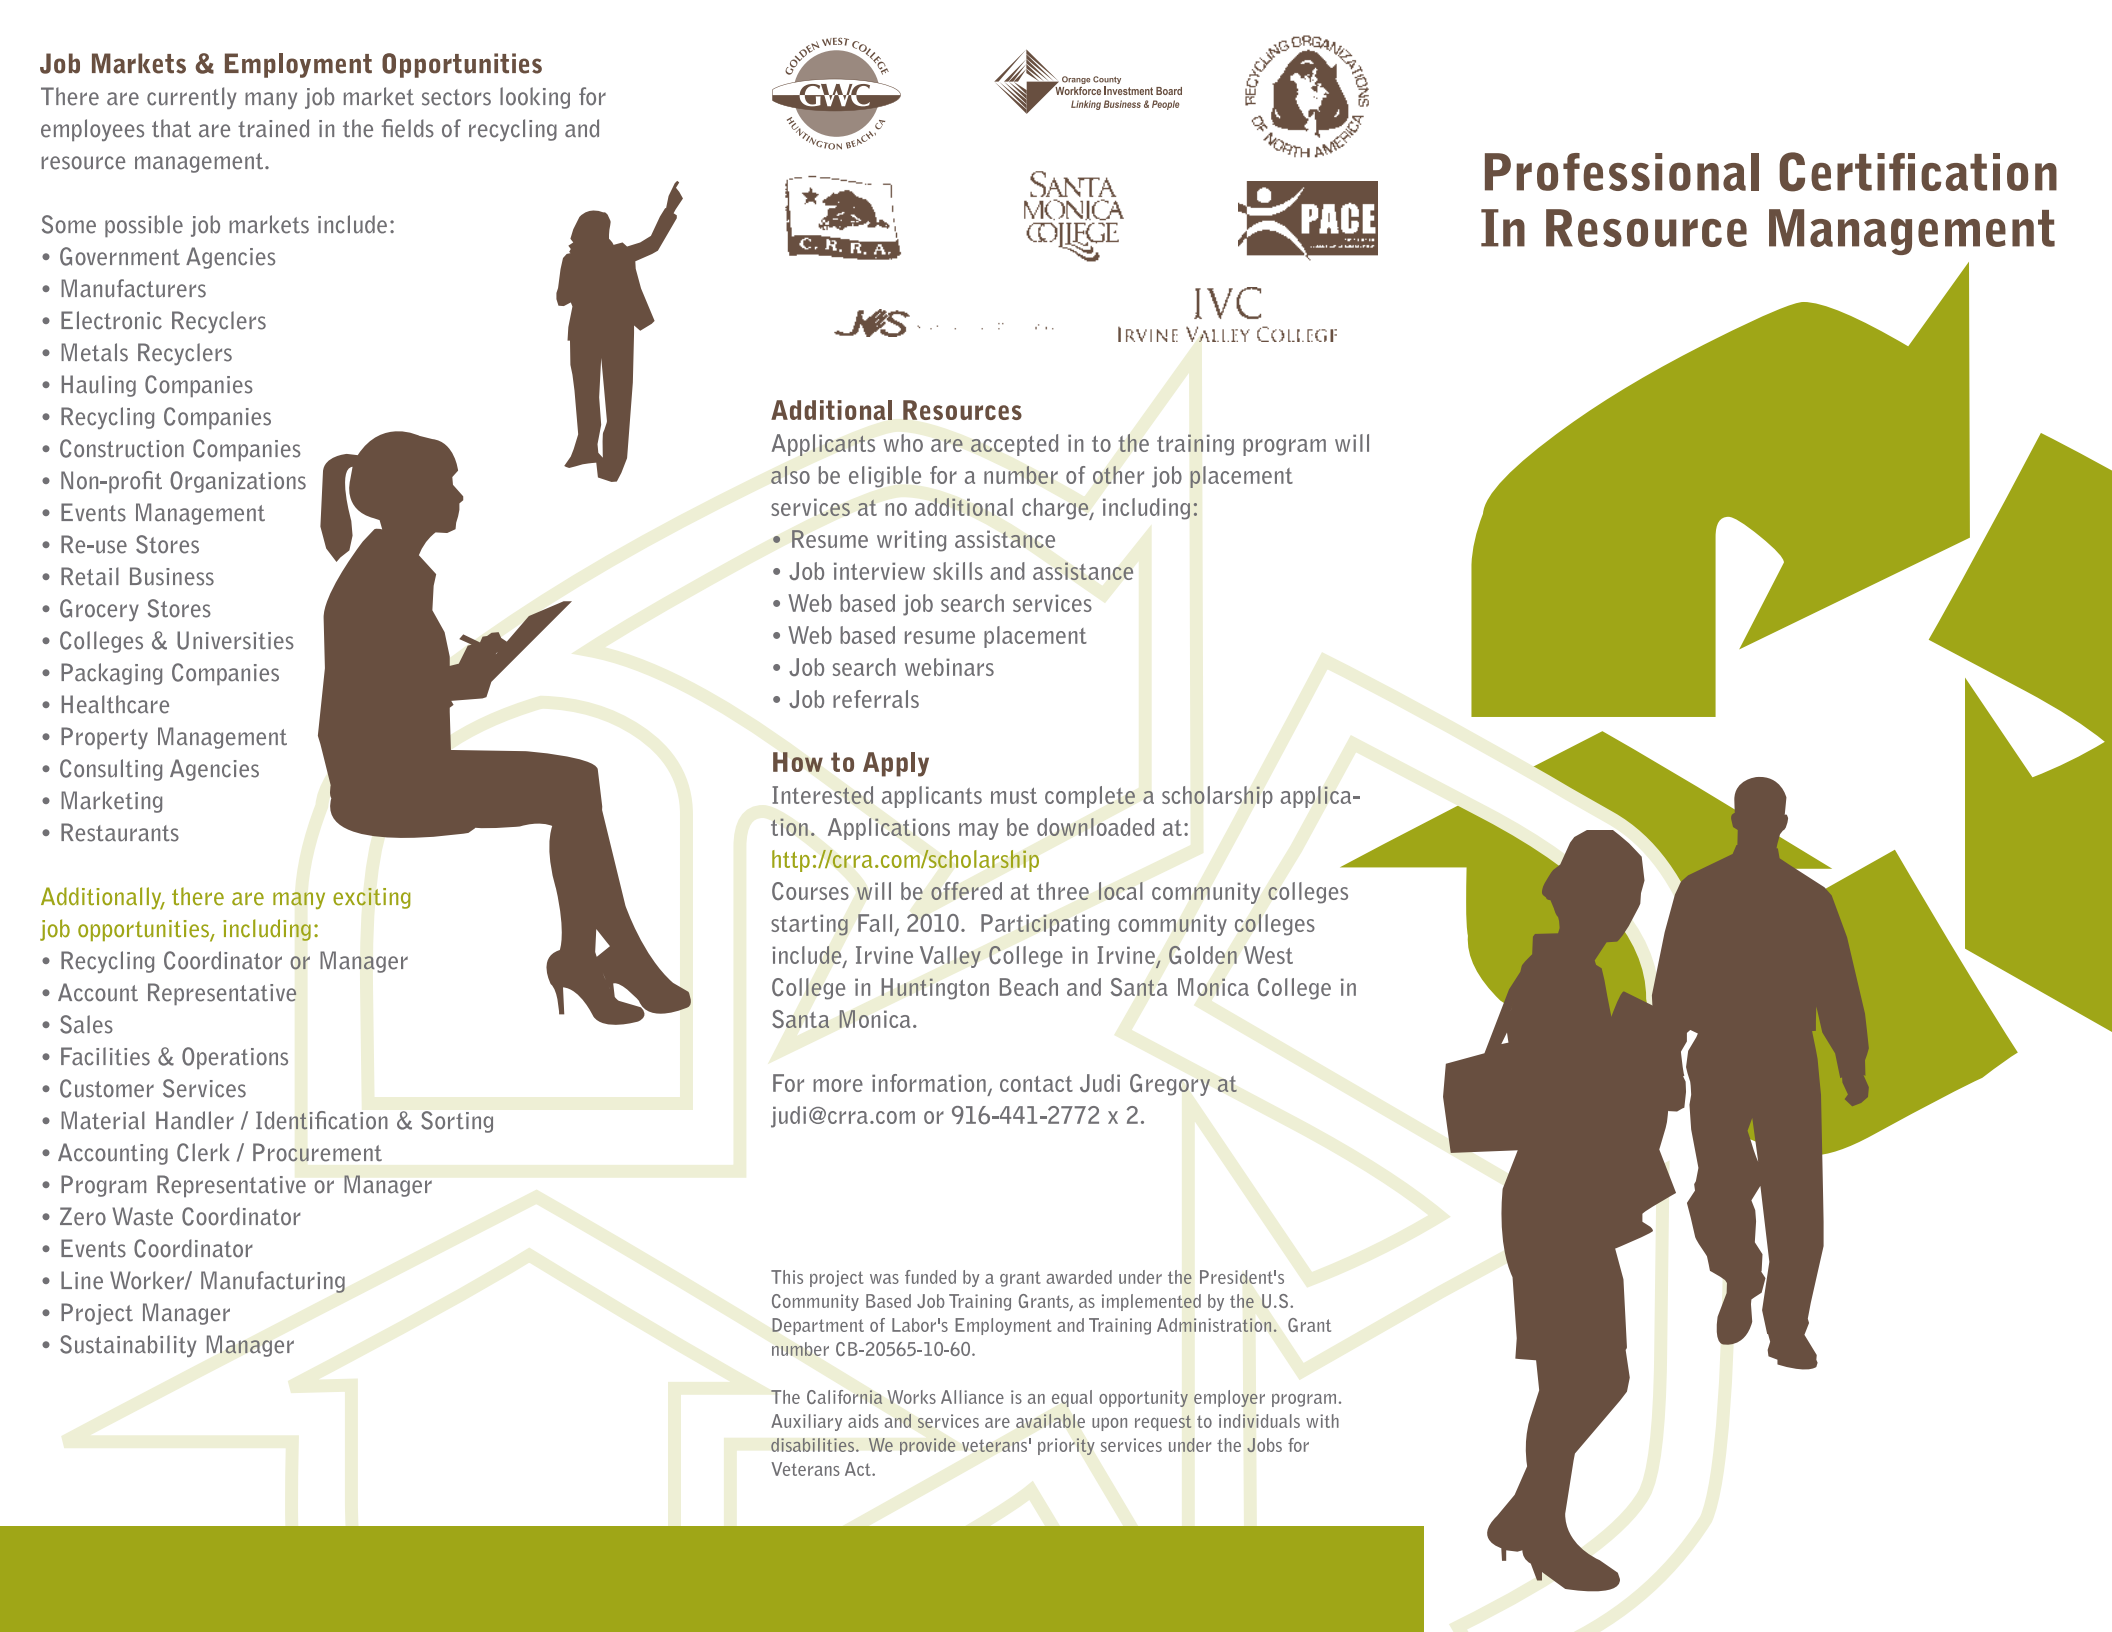 Job Markets & Employment Opportunities
There are currently many job market sectors looking for
employees that are trained in the fields of recycling and
resource management.
Some possible job markets include:
• Government Agencies
• Manufacturers
• Electronic Recyclers
• Metals Recyclers
• Hauling Companies
• Recycling Companies
• Construction Companies
• Non-profit Organizations
• Events Management
• Re-use Stores
• Retail Business
• Grocery Stores
• Colleges & Universities
• Packaging Companies
• Healthcare
• Property Management
• Consulting Agencies
• Marketing
• Restaurants
Additionally, there are many exciting
job opportunities, including:
• Recycling Coordinator or Manager
• Account Representative
• Sales
• Facilities & Operations
• Customer Services
• Material Handler / Identification & Sorting
• Accounting Clerk / Procurement
• Program Representative or Manager
• Zero Waste Coordinator
• Events Coordinator
• Line Worker/ Manufacturing
• Project Manager
• Sustainability Manager
GOLDEN WEST COLLEGE
GWC
HUNTINGTON BEACH, CA
Orange County
Workforce Investment Board
Linking Business & People
RECYCLING ORGANIZATIONS
OF NORTH AMERICA
C. R. R. A.
SANTA
MONICA
COLLEGE
PACE
JVS
IVC
IRVINE VALLEY COLLEGE
Additional Resources
Applicants who are accepted in to the training program will
also be eligible for a number of other job placement
services at no additional charge, including:
• Resume writing assistance
• Job interview skills and assistance
• Web based job search services
• Web based resume placement
• Job search webinars
• Job referrals
How to Apply
Interested applicants must complete a scholarship applica-
tion.  Applications may be downloaded at:
http://crra.com/scholarship
Courses will be offered at three local community colleges
starting Fall, 2010.  Participating community colleges
include, Irvine Valley College in Irvine, Golden West
College in Huntington Beach and Santa Monica College in
Santa Monica.
For more information, contact Judi Gregory at
judi@crra.com or 916-441-2772 x 2.
This project was funded by a grant awarded under the President's
Community Based Job Training Grants, as implemented by the U.S.
Department of Labor's Employment and Training Administration.  Grant
number CB-20565-10-60.
The California Works Alliance is an equal opportunity employer program.
Auxiliary aids and services are available upon request to individuals with
disabilities.  We provide veterans' priority services under the Jobs for
Veterans Act.
Professional Certification
In Resource Management